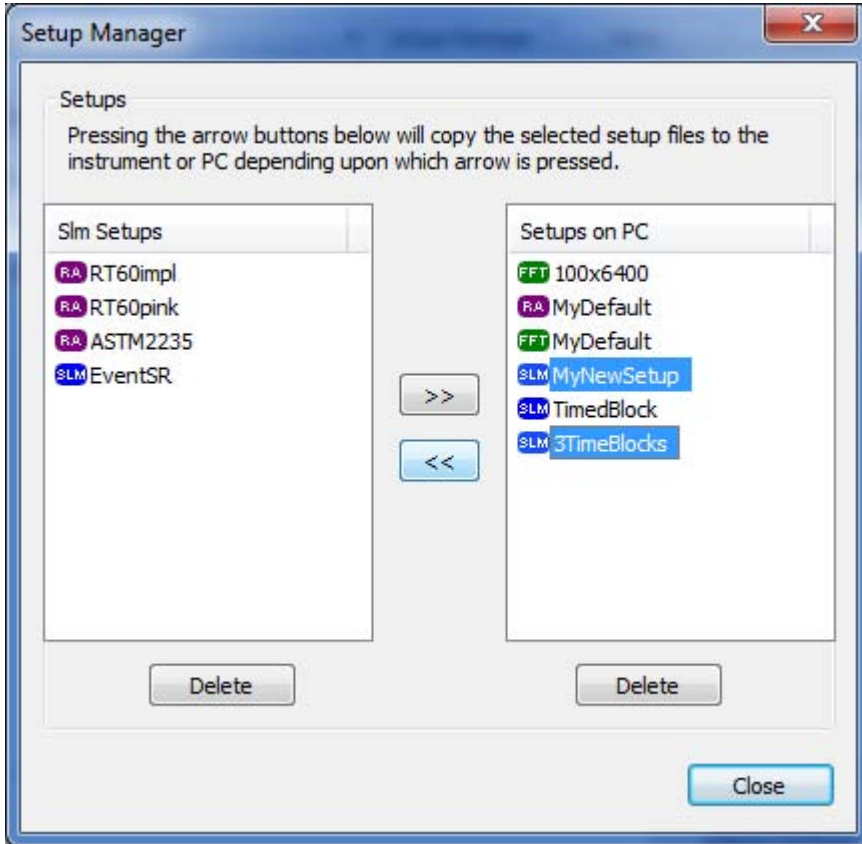 Setup Manager
Setups
Pressing the arrow buttons below will copy the selected setup files to the
instrument or PC depending upon which arrow is pressed.
Slm Setups
RA RT60impl
RA RT60pink
RA ASTM2235
SLM EventSR
>>
<<
Setups on PC
FFT 100x6400
RA MyDefault
FFT MyDefault
SLM MyNewSetup
SLM TimedBlock
SLM 3TimeBlocks
Delete
Delete
Close